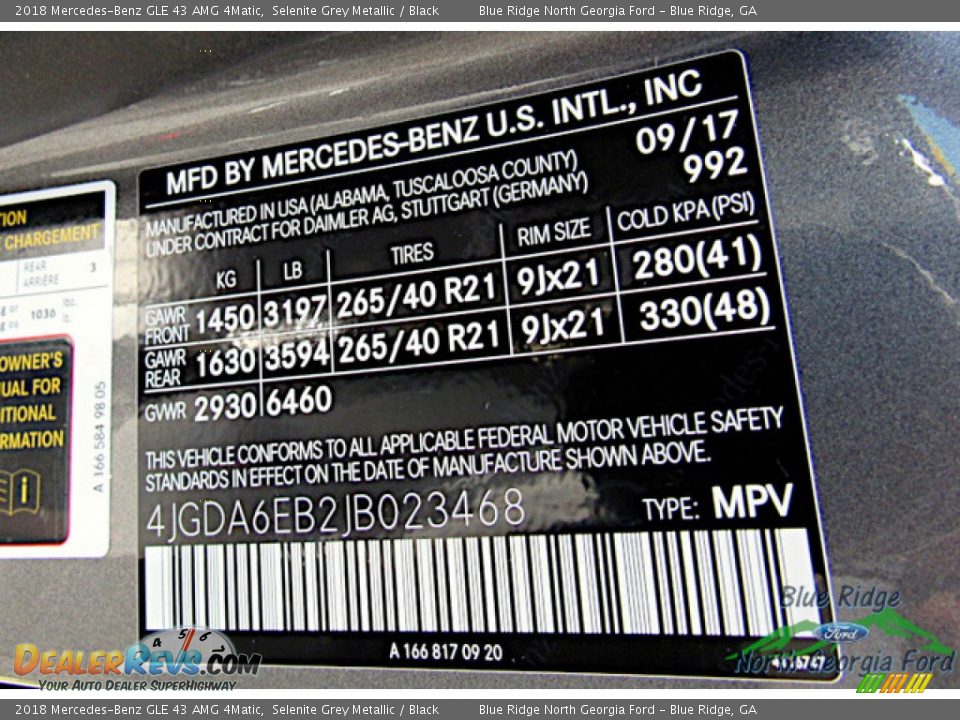 2018 Mercedes-Benz GLE 43 AMG 4Matic, Selenite Grey Metallic / Black Blue Ridge North Georgia Ford - Blue Ridge, GA
MFD BY MERCEDES-BENZ U.S. INTL., INC
MANUFACTURED IN USA (ALABAMA, TUSCALOOSA COUNTY)
UNDER CONTRACT FOR DAIMLER AG, STUTTGART (GERMANY)
09/17
992
KG LB TIRES RIM SIZE COLD KPA (PSI)
GAWR FRONT 1450 3197 265/40 R21 9Jx21 280(41)
GAWR REAR 1630 3594 265/40 R21 9Jx21 330(48)
GVWR 2930 6460
THIS VEHICLE CONFORMS TO ALL APPLICABLE FEDERAL MOTOR VEHICLE SAFETY
STANDARDS IN EFFECT ON THE DATE OF MANUFACTURE SHOWN ABOVE.
4JGDA6EB2JB023468 TYPE: MPV
A 166 817 09 20
CHARGEMENT
REAR 3
ARRIÈRE
1036 lbs.
lb.
OWNER'S
FOR
A 166 584 98 05
i
4 5 6
DEALERREVS.COM
YOUR AUTO DEALER SUPERHIGHWAY
Blue Ridge
Ford
North Georgia Ford
2018 Mercedes-Benz GLE 43 AMG 4Matic, Selenite Grey Metallic / Black Blue Ridge North Georgia Ford - Blue Ridge, GA